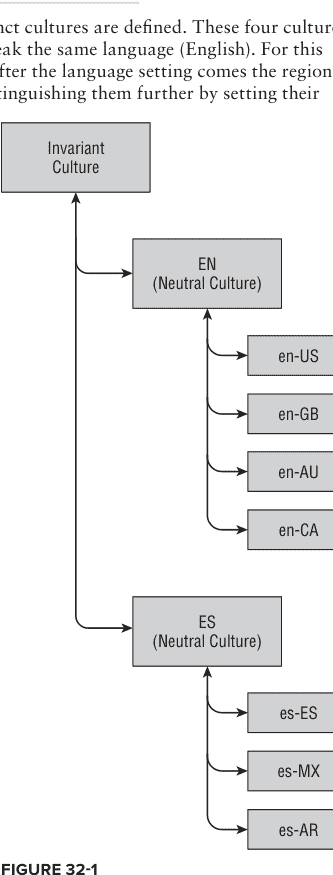 nct cultures are defined. These four culture
eak the same language (English). For this
fter the language setting comes the region
tinguishing them further by setting their
Invariant
Culture
EN
(Neutral Culture)
en-US
en-GB
en-AU
en-CA
ES
(Neutral Culture)
es-ES
es-MX
es-AR
FIGURE 32-1